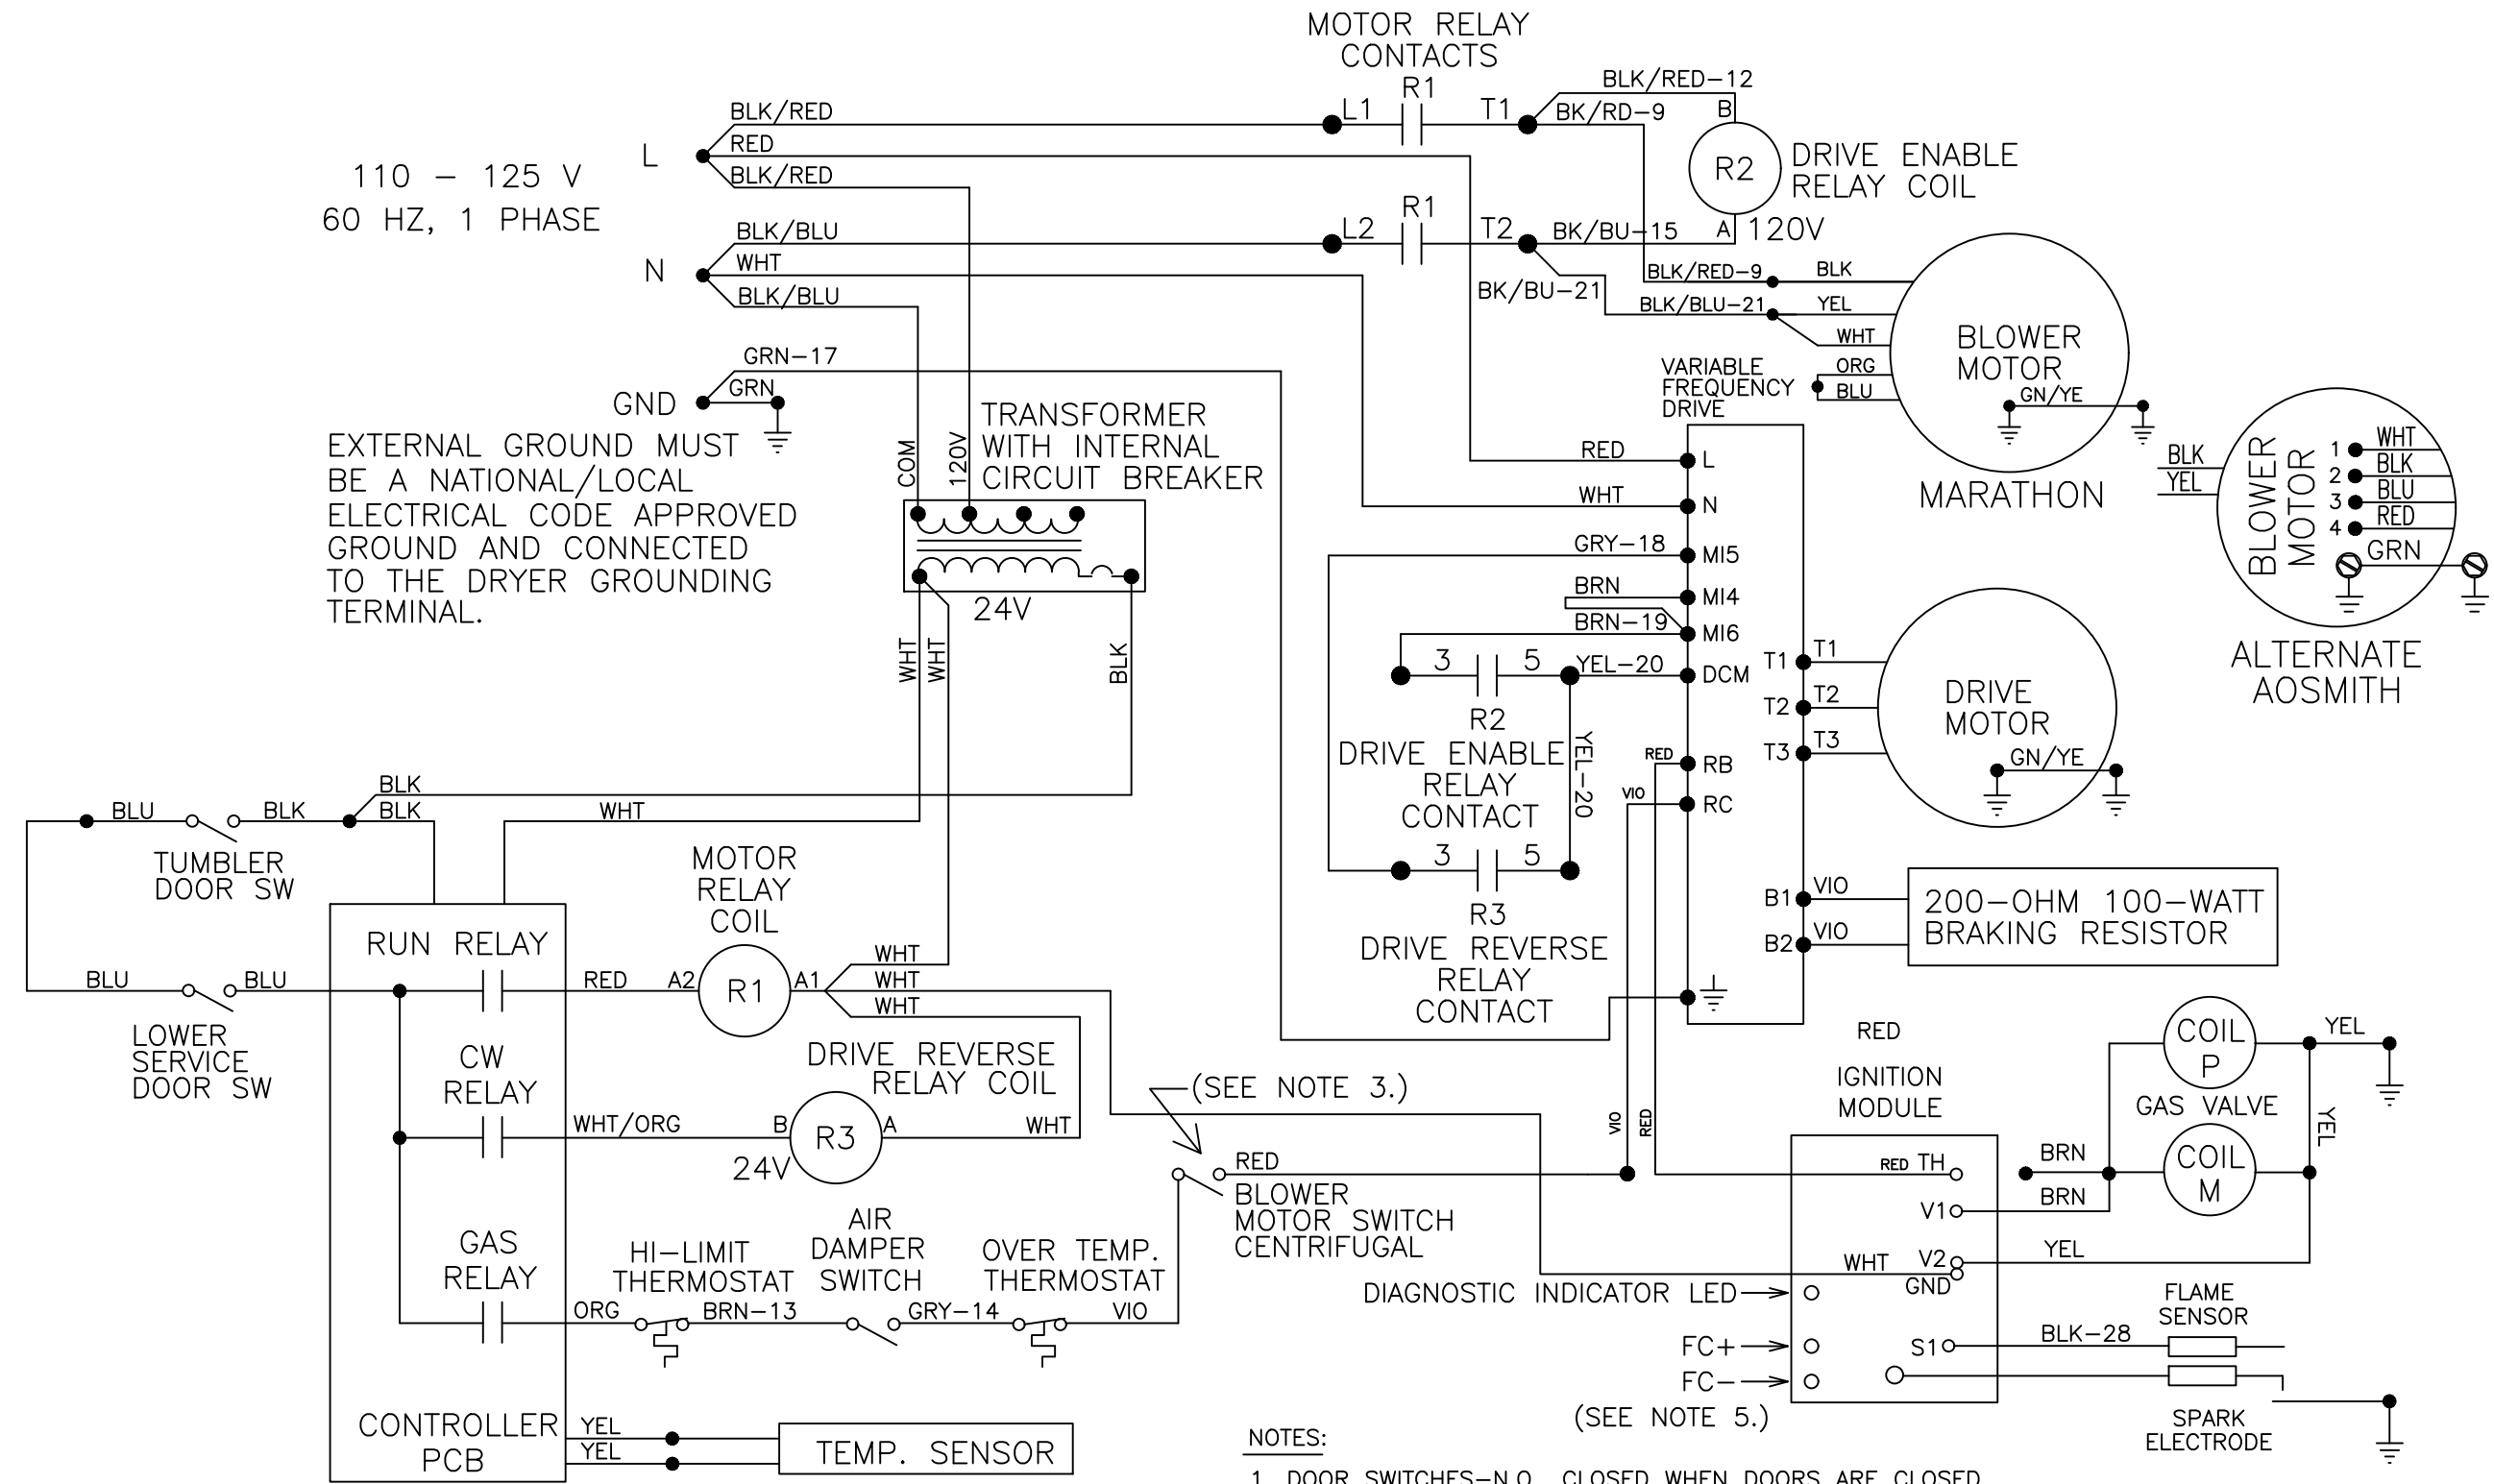 MOTOR RELAY
CONTACTS
R1
BLK/RED-12
BLK/RED
L1
T1
BK/RD-9
B
L
RED
R2
DRIVE ENABLE
RELAY COIL
110 - 125 V
BLK/RED
60 HZ, 1 PHASE
R1
BLK/BLU
L2
T2
BK/BU-15
A
120V
N
WHT
BLK/RED-9
BLK
BLK/BLU
BK/BU-21
BLK/BLU-21
YEL
WHT
BLOWER
MOTOR
ORG
BLU
GN/YE
MARATHON
GRN-17
GND
GRN
VARIABLE
FREQUENCY
DRIVE
EXTERNAL GROUND MUST
BE A NATIONAL/LOCAL
ELECTRICAL CODE APPROVED
GROUND AND CONNECTED
TO THE DRYER GROUNDING
TERMINAL.
COM
120V
TRANSFORMER
WITH INTERNAL
CIRCUIT BREAKER
24V
WHT
WHT
BLK
RED
L
WHT
N
GRY-18
MI5
BRN
MI4
BRN-19
MI6
3
5
YEL-20
DCM
R2
DRIVE ENABLE
RELAY
CONTACT
YEL-20
RED
RB
VIO
RC
3
5
R3
DRIVE REVERSE
RELAY
CONTACT
T1
T1
T2
T2
T3
T3
DRIVE
MOTOR
GN/YE
B1
VIO
B2
VIO
200-OHM 100-WATT
BRAKING RESISTOR
BLK
YEL
BLOWER
MOTOR
1
WHT
2
BLK
3
BLU
4
RED
GRN
ALTERNATE
AOSMITH
BLK
BLU
BLK
BLK
WHT
TUMBLER
DOOR SW
MOTOR
RELAY
COIL
RUN RELAY
WHT
BLU
BLU
RED
A2
R1
A1
WHT
WHT
LOWER
SERVICE
DOOR SW
CW
RELAY
DRIVE REVERSE
RELAY COIL
WHT/ORG
B
R3
A
WHT
24V
(SEE NOTE 3.)
RED
BLOWER
MOTOR SWITCH
CENTRIFUGAL
VIO
RED
GAS
RELAY
HI-LIMIT
THERMOSTAT
AIR
DAMPER
SWITCH
OVER TEMP.
THERMOSTAT
ORG
BRN-13
GRY-14
VIO
RED
IGNITION
MODULE
COIL
P
YEL
GAS VALVE
YEL
COIL
M
RED
TH
BRN
V1
BRN
WHT
V2
YEL
GND
DIAGNOSTIC INDICATOR LED
FC+
FC-
(SEE NOTE 5.)
S1
BLK-28
FLAME
SENSOR
SPARK
ELECTRODE
CONTROLLER
PCB
YEL
YEL
TEMP. SENSOR
NOTES:
1. DOOR SWITCHES-N.O. CLOSED WHEN DOORS ARE CLOSED